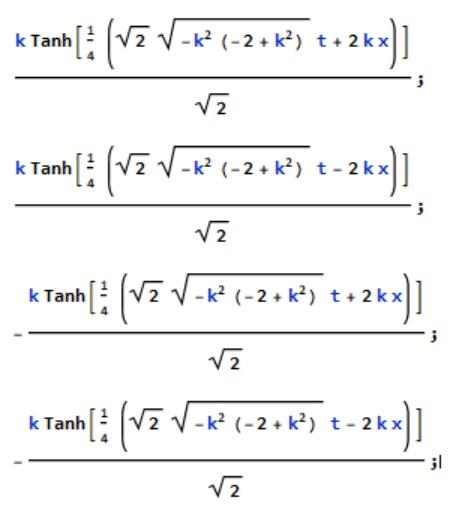 k Tanh[1/4 (√2 √(-k² (-2 + k²)) t + 2 k x)]
√2 ;
k Tanh[1/4 (√2 √(-k² (-2 + k²)) t - 2 k x)]
√2 ;
- k Tanh[1/4 (√2 √(-k² (-2 + k²)) t + 2 k x)]
√2 ;
- k Tanh[1/4 (√2 √(-k² (-2 + k²)) t - 2 k x)]
√2 ;